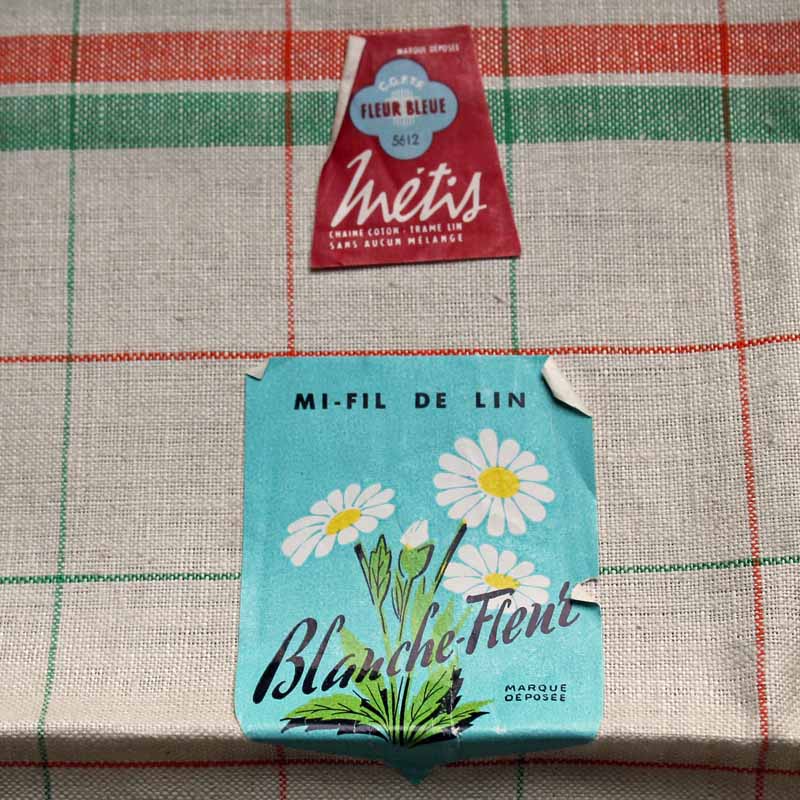 MARQUE DÉPOSÉE
C.O.F.T.E
FLEUR BLEUE
5612
Métis
CHAINE COTON - TRAME LIN
SANS AUCUN MÉLANGE
MI-FIL DE LIN
Blanche-Fleur
MARQUE
DÉPOSÉE